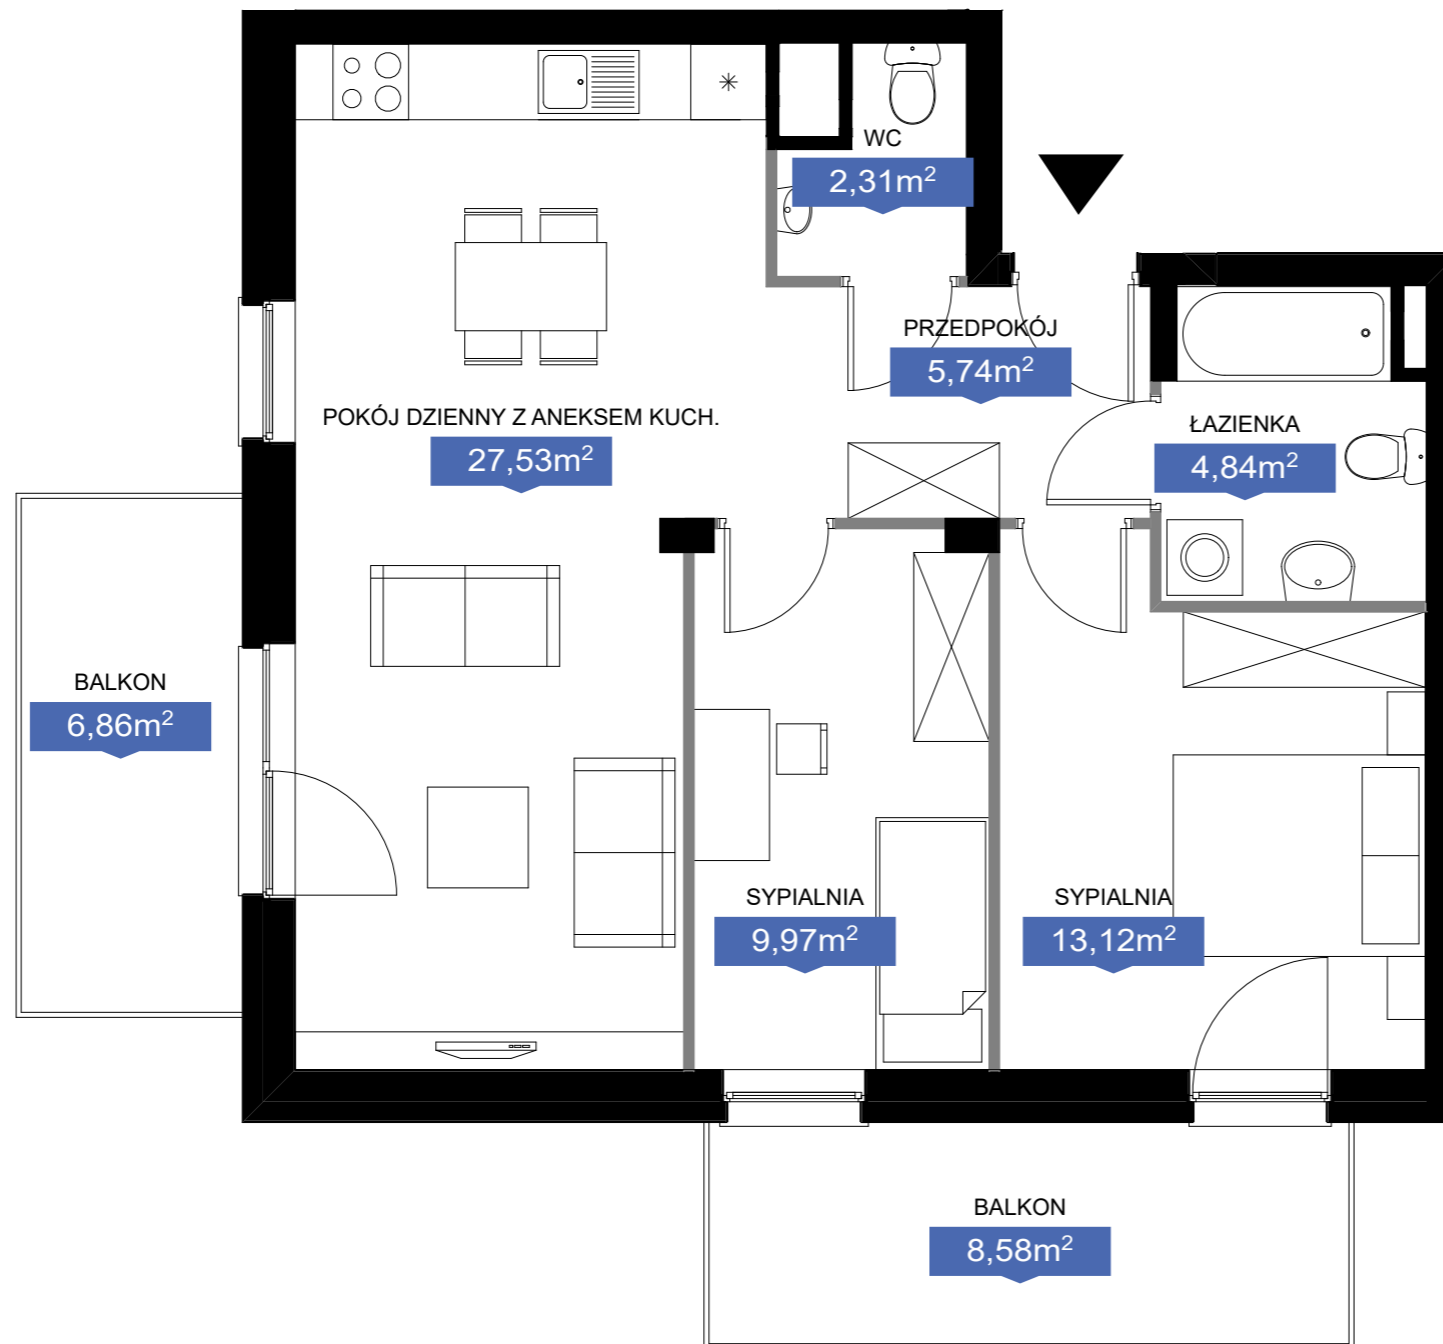 WC
2,31m²
PRZEDPOKÓJ
5,74m²
POKÓJ DZIENNY Z ANEKSEM KUCH.
27,53m²
ŁAZIENKA
4,84m²
BALKON
6,86m²
SYPIALNIA
9,97m²
SYPIALNIA
13,12m²
BALKON
8,58m²